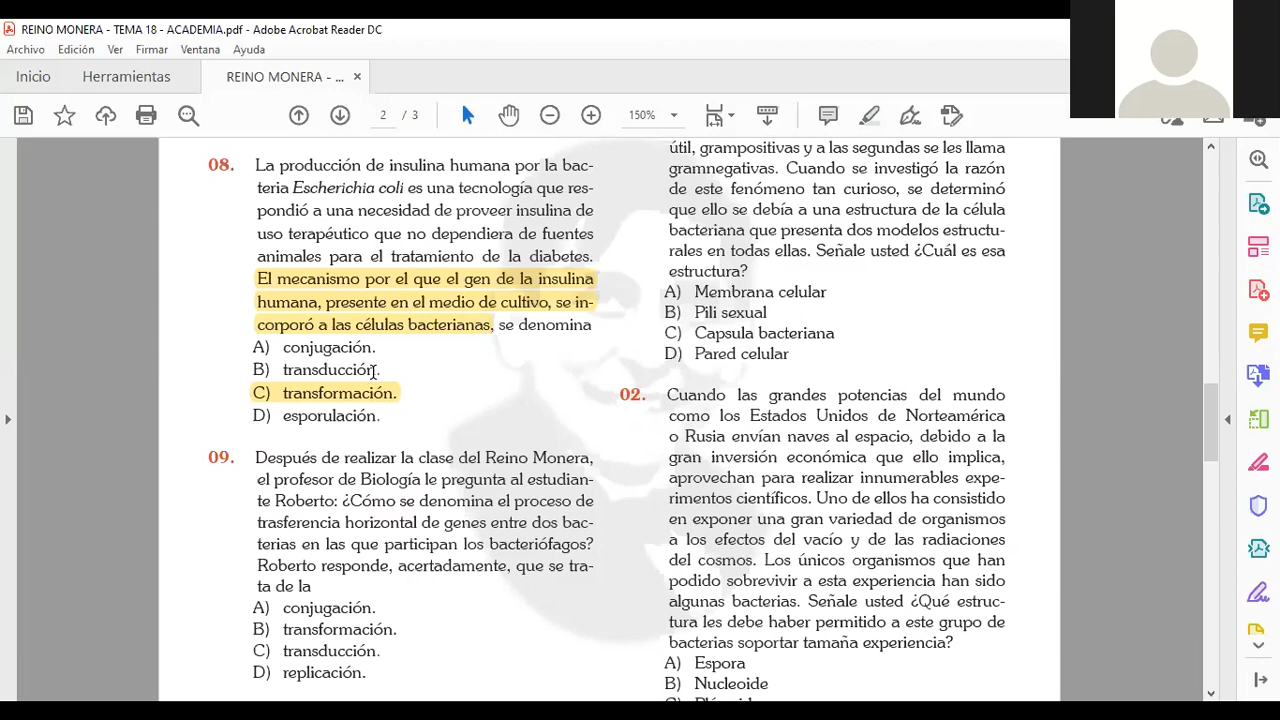 REINO MONERA - TEMA 18 - ACADEMIA.pdf - Adobe Acrobat Reader DC
Archivo Edición Ver Firmar Ventana Ayuda
Inicio Herramientas REINO MONERA - ... ×
2 / 3 150%
08. La producción de insulina humana por la bac-
teria Escherichia coli es una tecnología que res-
pondió a una necesidad de proveer insulina de
uso terapéutico que no dependiera de fuentes
animales para el tratamiento de la diabetes.
El mecanismo por el que el gen de la insulina
humana, presente en el medio de cultivo, se in-
corporó a las células bacterianas, se denomina
A) conjugación.
B) transducción.
C) transformación.
D) esporulación.
09. Después de realizar la clase del Reino Monera,
el profesor de Biología le pregunta al estudian-
te Roberto: ¿Cómo se denomina el proceso de
trasferencia horizontal de genes entre dos bac-
terias en las que participan los bacteriófagos?
Roberto responde, acertadamente, que se tra-
ta de la
A) conjugación.
B) transformación.
C) transducción.
D) replicación.
útil, grampositivas y a las segundas se les llama
gramnegativas. Cuando se investigó la razón
de este fenómeno tan curioso, se determinó
que ello se debía a una estructura de la célula
bacteriana que presenta dos modelos estructu-
rales en todas ellas. Señale usted ¿Cuál es esa
estructura?
A) Membrana celular
B) Pili sexual
C) Capsula bacteriana
D) Pared celular
02. Cuando las grandes potencias del mundo
como los Estados Unidos de Norteamérica
o Rusia envían naves al espacio, debido a la
gran inversión económica que ello implica,
aprovechan para realizar innumerables expe-
rimentos científicos. Uno de ellos ha consistido
en exponer una gran variedad de organismos
a los efectos del vacío y de las radiaciones
del cosmos. Los únicos organismos que han
podido sobrevivir a esta experiencia han sido
algunas bacterias. Señale usted ¿Qué estruc-
tura les debe haber permitido a este grupo de
bacterias soportar tamaña experiencia?
A) Espora
B) Nucleoide